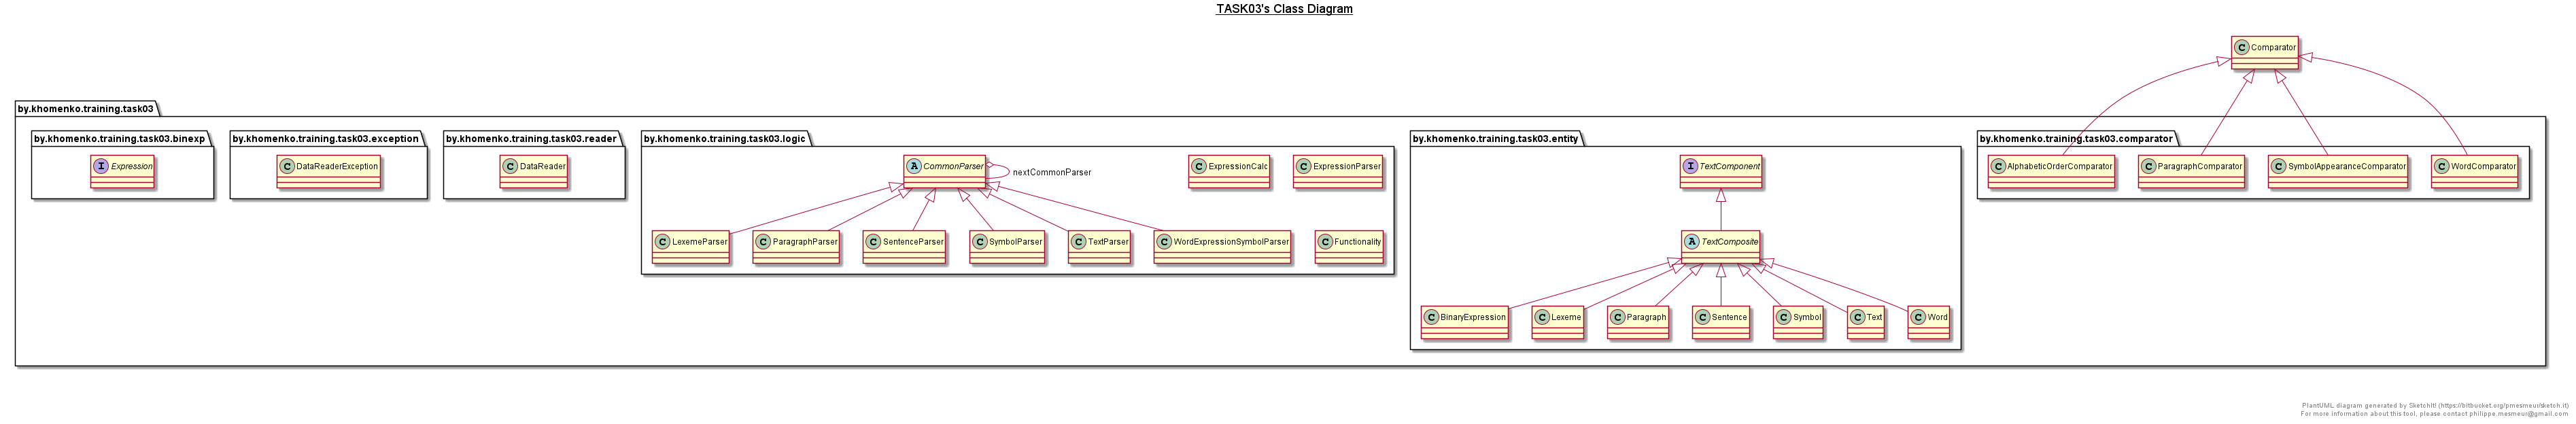 TASK03's Class Diagram
C Comparator
by.khomenko.training.task03
by.khomenko.training.task03.binexp
by.khomenko.training.task03.exception
by.khomenko.training.task03.reader
by.khomenko.training.task03.logic
by.khomenko.training.task03.entity
by.khomenko.training.task03.comparator
I Expression
C DataReaderException
C DataReader
A CommonParser
nextCommonParser
C ExpressionCalc
C ExpressionParser
I TextComponent
C AlphabeticOrderComparator
C ParagraphComparator
C SymbolAppearanceComparator
C WordComparator
C LexemeParser
C ParagraphParser
C SentenceParser
C SymbolParser
C TextParser
C WordExpressionSymbolParser
C Functionality
A TextComposite
C BinaryExpression
C Lexeme
C Paragraph
C Sentence
C Symbol
C Text
C Word
PlantUML diagram generated by SketchIt! (https://bitbucket.org/pmesmeur/sketch.it)
For more information about this tool, please contact philippe.mesmeur@gmail.com